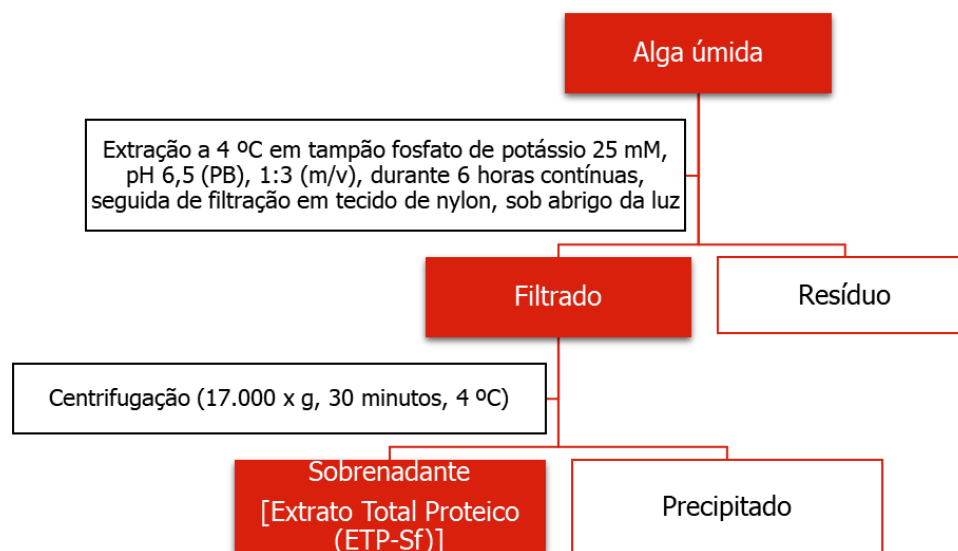 Alga úmida
Extração a 4 ºC em tampão fosfato de potássio 25 mM,
pH 6,5 (PB), 1:3 (m/v), durante 6 horas contínuas,
seguida de filtração em tecido de nylon, sob abrigo da luz
Filtrado
Resíduo
Centrifugação (17.000 x g, 30 minutos, 4 ºC)
Sobrenadante
[Extrato Total Proteico
(ETP-Sf)]
Precipitado